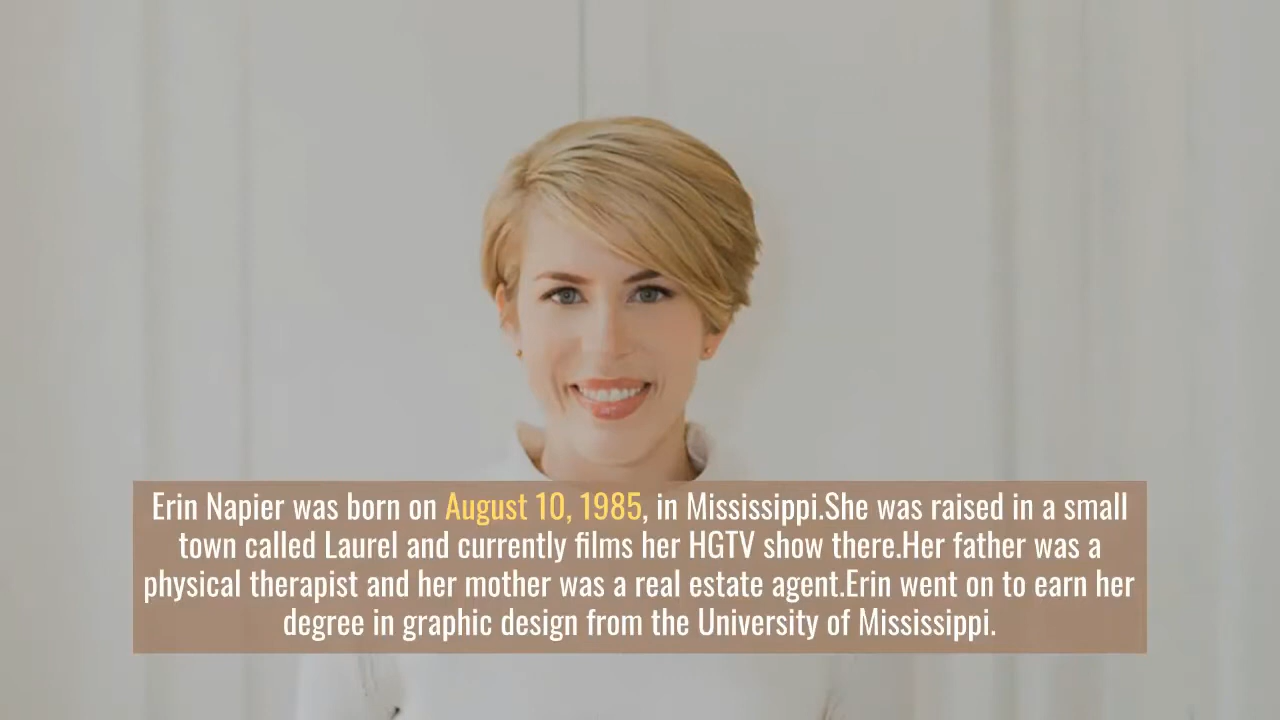 Erin Napier was born on August 10, 1985, in Mississippi.She was raised in a small
town called Laurel and currently films her HGTV show there.Her father was a
physical therapist and her mother was a real estate agent.Erin went on to earn her
degree in graphic design from the University of Mississippi.